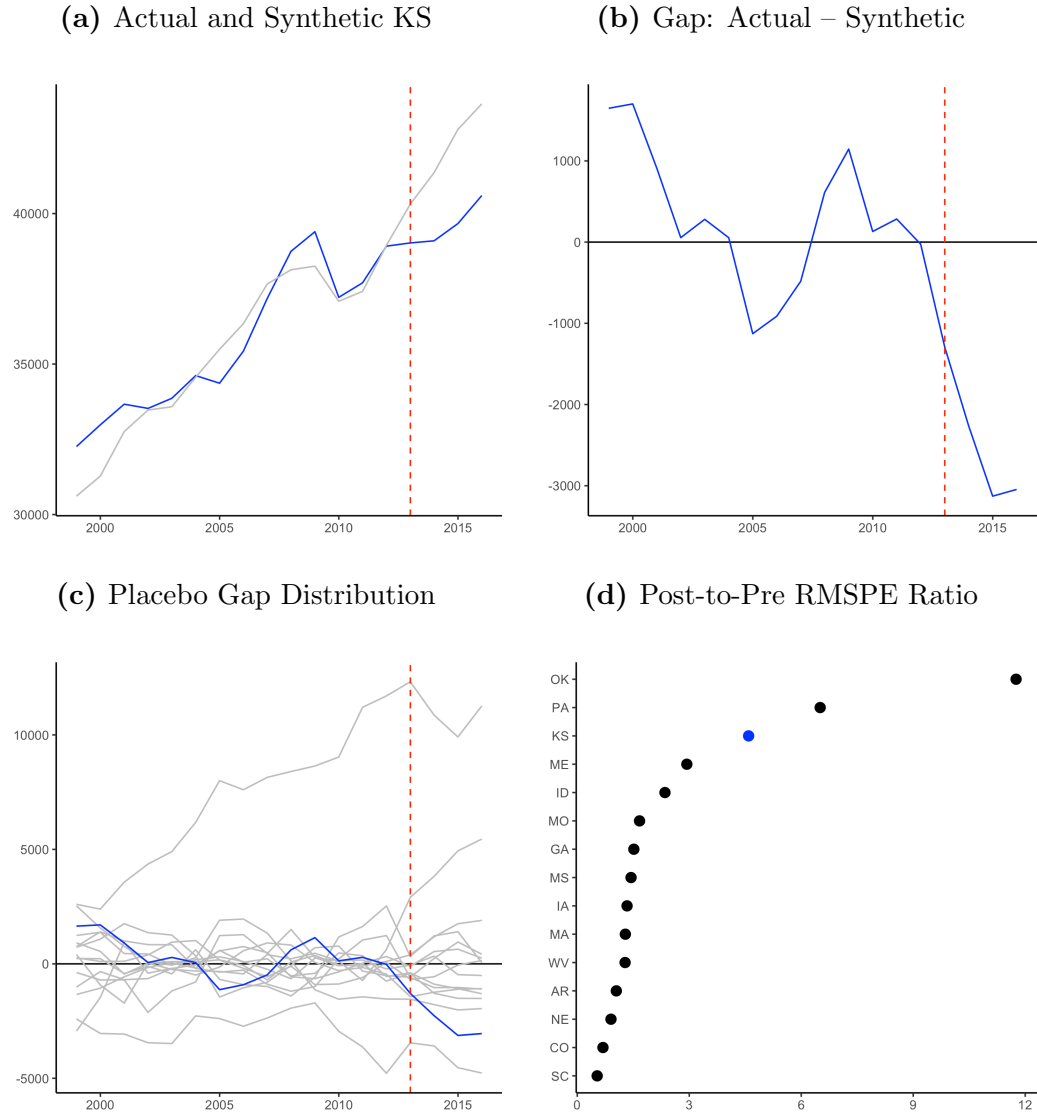 (a) Actual and Synthetic KS
40000
35000
30000
2000 2005 2010 2015
(b) Gap: Actual – Synthetic
1000
0
-1000
-2000
-3000
2000 2005 2010 2015
(c) Placebo Gap Distribution
10000
5000
0
-5000
2000 2005 2010 2015
(d) Post-to-Pre RMSPE Ratio
OK
PA
KS
ME
ID
MO
GA
MS
IA
MA
WV
AR
NE
CO
SC
0 3 6 9 12